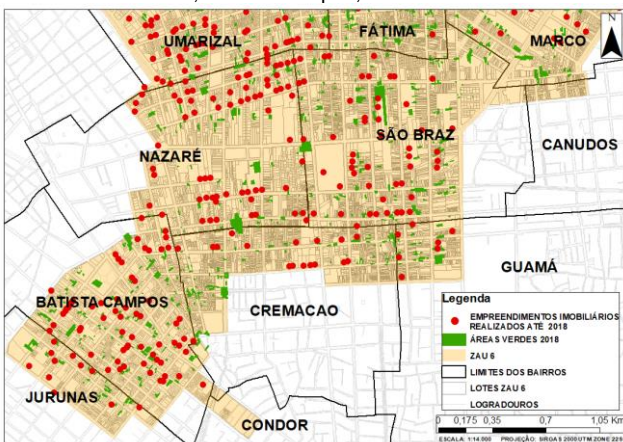 UMARIZAL
FÁTIMA
MARCO
SÃO BRAZ
CANUDOS
NAZARÉ
GUAMÁ
BATISTA CAMPOS
CREMACAO
JURUNAS
CONDOR
Legenda
EMPREENDIMENTOS IMOBILIÁRIOS
REALIZADOS ATÉ 2018
ÁREAS VERDES 2018
ZAU 6
LIMITES DOS BAIRROS
LOTES ZAU 6
LOGRADOUROS
0 0,175 0,35 0,7 1,05 Km
ESCALA: 1:14.000 PROJEÇÃO: SIRGAS 2000 UTM ZONE 22S